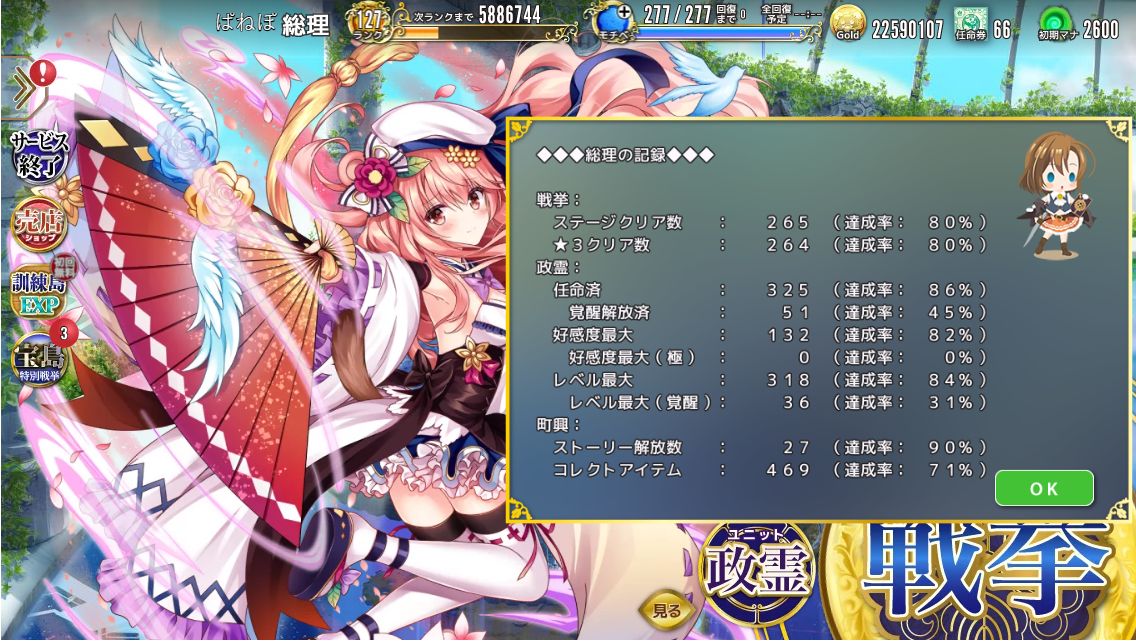 ばねぽ 総理
127
ランク
次ランクまで 5886744
モチベ
277/277 回復まで 0 全回復予定 --:--
Gold 22590107
任命券 66
初期マナ 2600
サービス
終了
売店
ショップ
初回
無料
訓練島
EXP
3
宝島
特別戦挙
◆◆◆総理の記録◆◆◆
戦挙:
ステージクリア数 : 265 (達成率: 80%)
★3クリア数 : 264 (達成率: 80%)
政霊:
任命済 : 325 (達成率: 86%)
覚醒解放済 : 51 (達成率: 45%)
好感度最大 : 132 (達成率: 82%)
好感度最大(極) : 0 (達成率: 0%)
レベル最大 : 318 (達成率: 84%)
レベル最大(覚醒): 36 (達成率: 31%)
町興:
ストーリー解放数 : 27 (達成率: 90%)
コレクトアイテム : 469 (達成率: 71%)
OK
見る
ユニット
政霊
戦挙